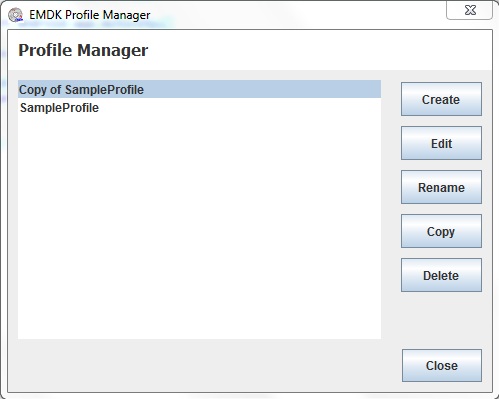 EMDK Profile Manager
Profile Manager
Copy of SampleProfile
SampleProfile
Create
Edit
Rename
Copy
Delete
Close